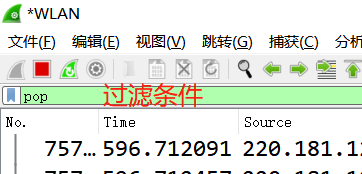 *WLAN
文件(F) 编辑(E) 视图(V) 跳转(G) 捕获(C) 分析
pop 过滤条件
No. Time Source
757… 596.712091 220.181.1